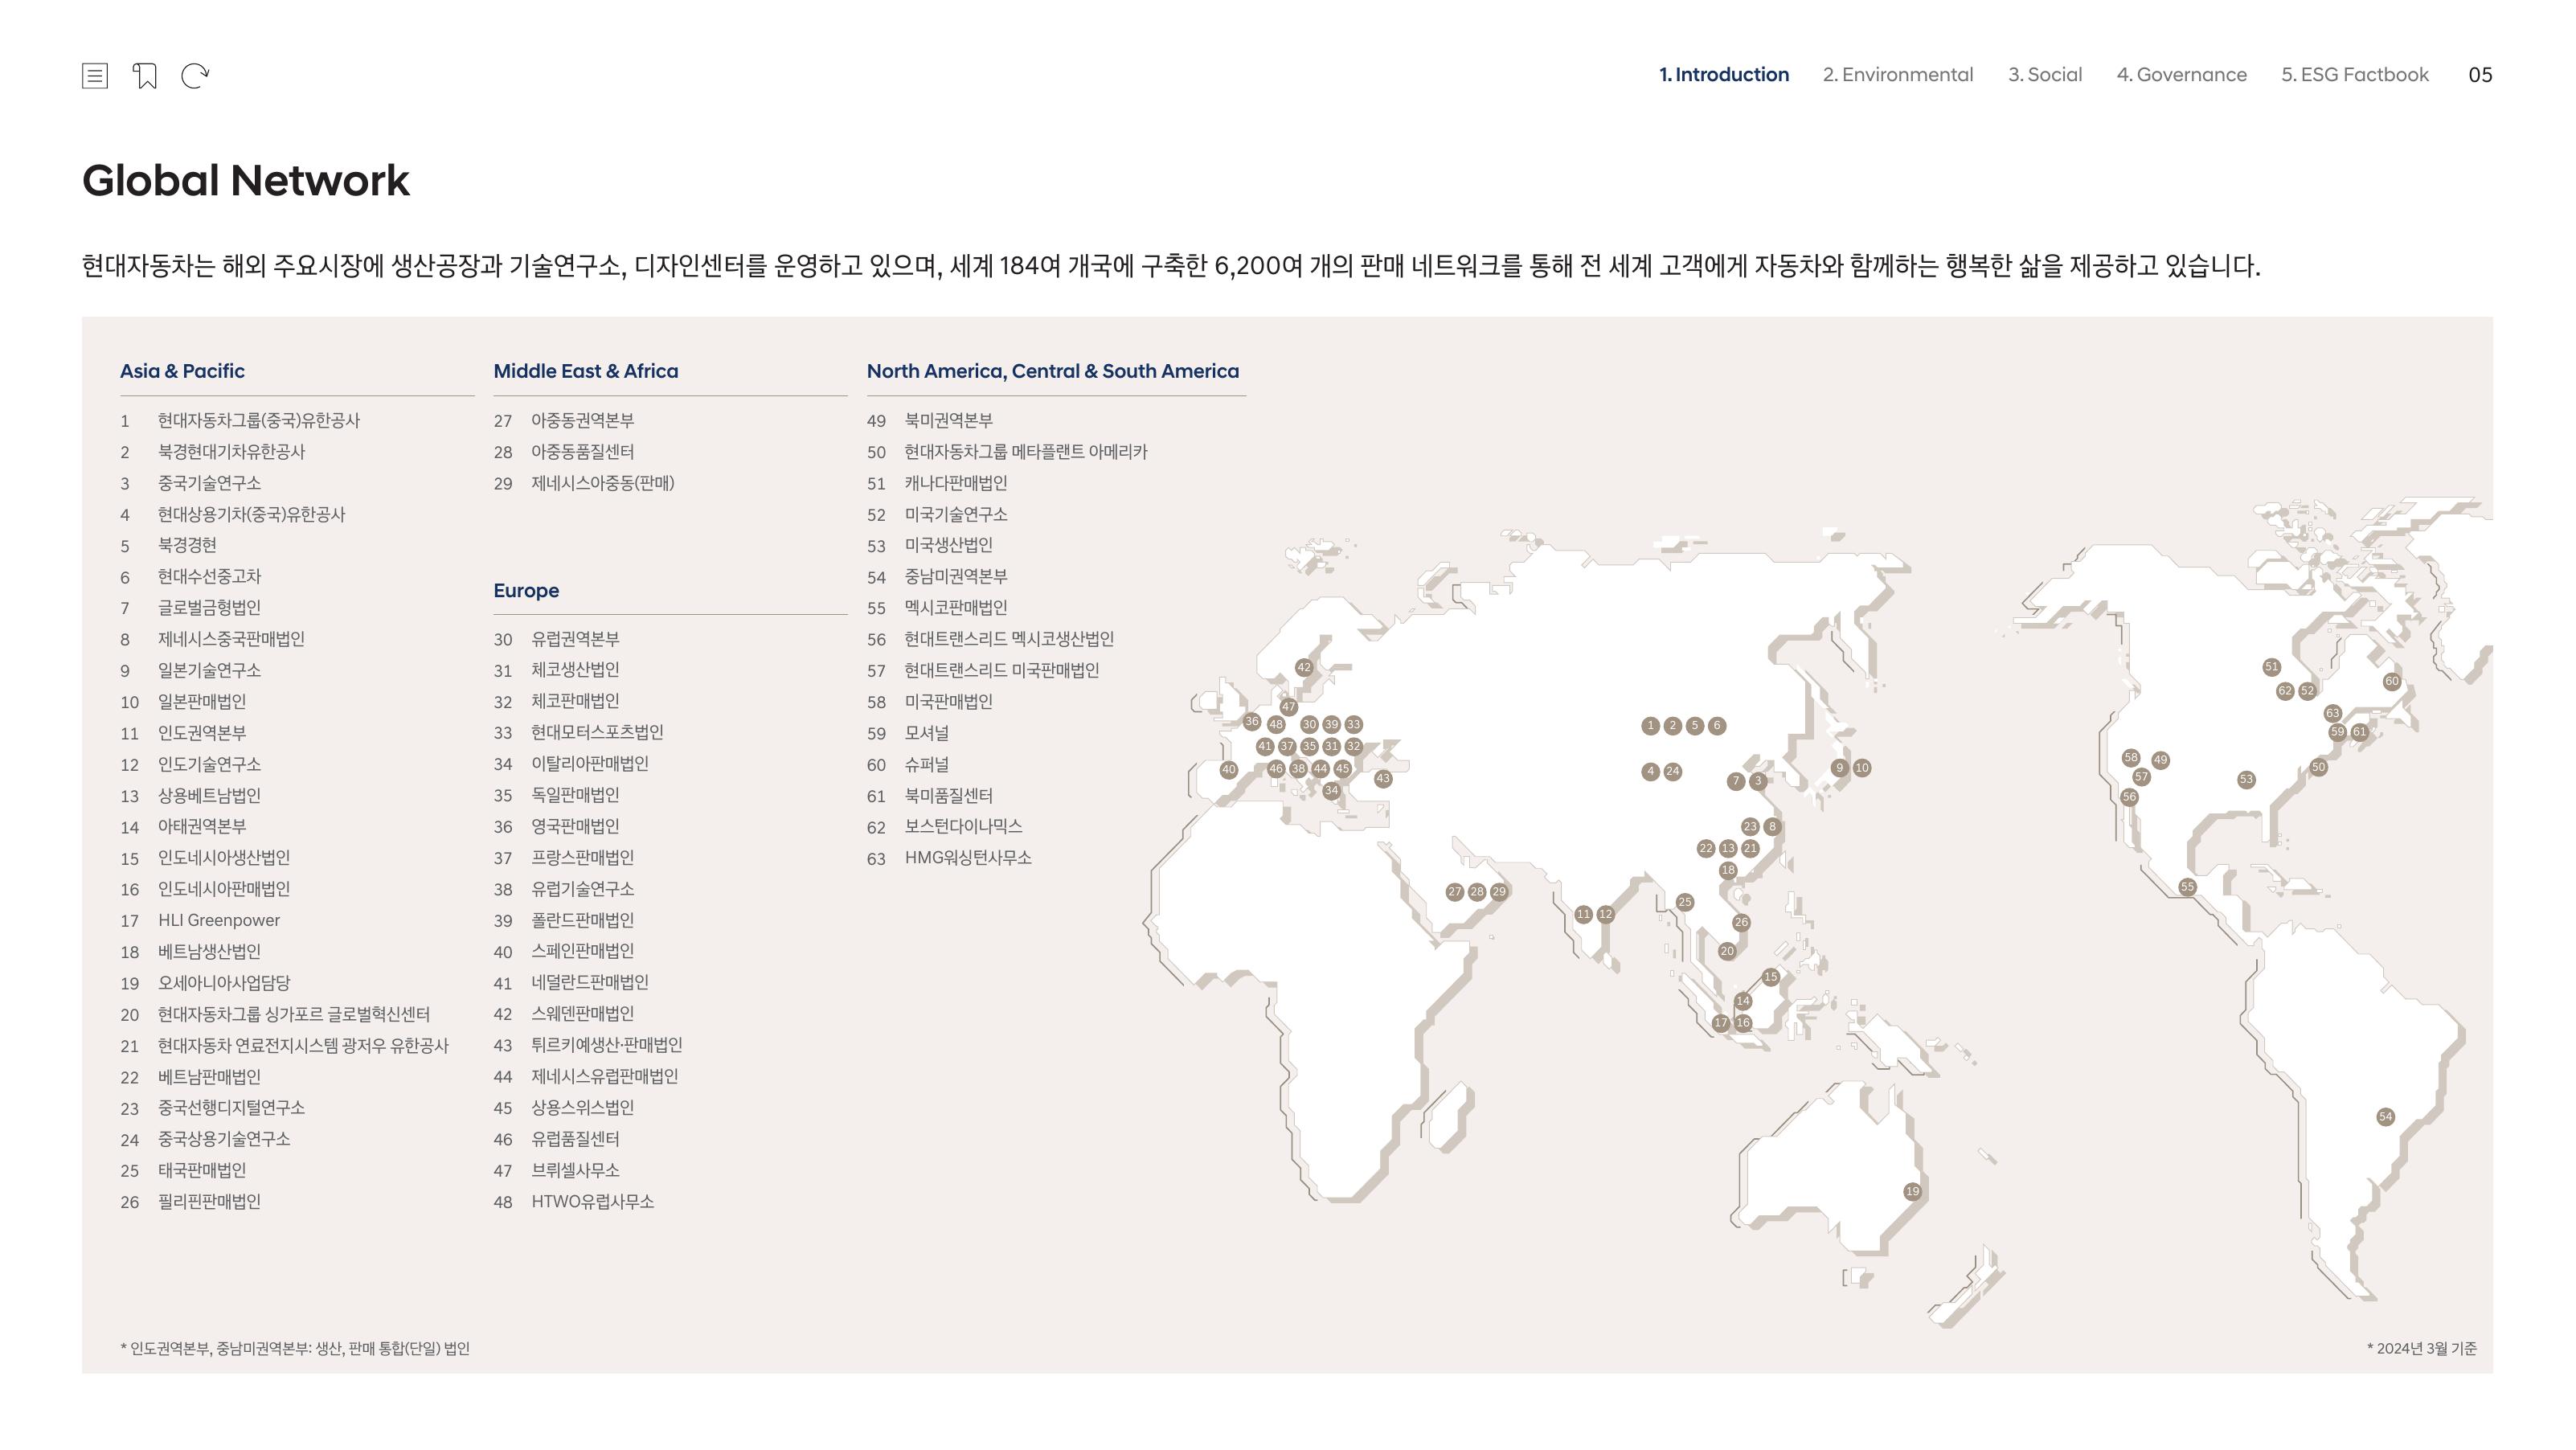 1. Introduction 2. Environmental 3. Social 4. Governance 5. ESG Factbook 05
Global Network
현대자동차는 해외 주요시장에 생산공장과 기술연구소, 디자인센터를 운영하고 있으며, 세계 184여 개국에 구축한 6,200여 개의 판매 네트워크를 통해 전 세계 고객에게 자동차와 함께하는 행복한 삶을 제공하고 있습니다.
Asia & Pacific
1 현대자동차그룹(중국)유한공사
2 북경현대기차유한공사
3 중국기술연구소
4 현대상용기차(중국)유한공사
5 북경경현
6 현대수선중고차
7 글로벌금형법인
8 제네시스중국판매법인
9 일본기술연구소
10 일본판매법인
11 인도권역본부
12 인도기술연구소
13 상용베트남법인
14 아태권역본부
15 인도네시아생산법인
16 인도네시아판매법인
17 HLI Greenpower
18 베트남생산법인
19 오세아니아사업담당
20 현대자동차그룹 싱가포르 글로벌혁신센터
21 현대자동차 연료전지시스템 광저우 유한공사
22 베트남판매법인
23 중국선행디지털연구소
24 중국상용기술연구소
25 태국판매법인
26 필리핀판매법인
Middle East & Africa
27 아중동권역본부
28 아중동품질센터
29 제네시스아중동(판매)
Europe
30 유럽권역본부
31 체코생산법인
32 체코판매법인
33 현대모터스포츠법인
34 이탈리아판매법인
35 독일판매법인
36 영국판매법인
37 프랑스판매법인
38 유럽기술연구소
39 폴란드판매법인
40 스페인판매법인
41 네덜란드판매법인
42 스웨덴판매법인
43 튀르키예생산·판매법인
44 제네시스유럽판매법인
45 상용스위스법인
46 유럽품질센터
47 브뤼셀사무소
48 HTWO유럽사무소
North America, Central & South America
49 북미권역본부
50 현대자동차그룹 메타플랜트 아메리카
51 캐나다판매법인
52 미국기술연구소
53 미국생산법인
54 중남미권역본부
55 멕시코판매법인
56 현대트랜스리드 멕시코생산법인
57 현대트랜스리드 미국판매법인
58 미국판매법인
59 모셔널
60 슈퍼널
61 북미품질센터
62 보스턴다이나믹스
63 HMG워싱턴사무소
42
47
36 48 30 39 33
41 37 35 31 32
40 46 38 44 45 43
34
1 2 5 6
4 24
7 3
9 10
23 8
22 13 21
18
27 28 29
11 12
25
26
20
15
14
17 16
19
51
62 52
60
63
59 61
58 49
57
50
53
56
55
54
* 인도권역본부, 중남미권역본부: 생산, 판매 통합(단일) 법인
* 2024년 3월 기준